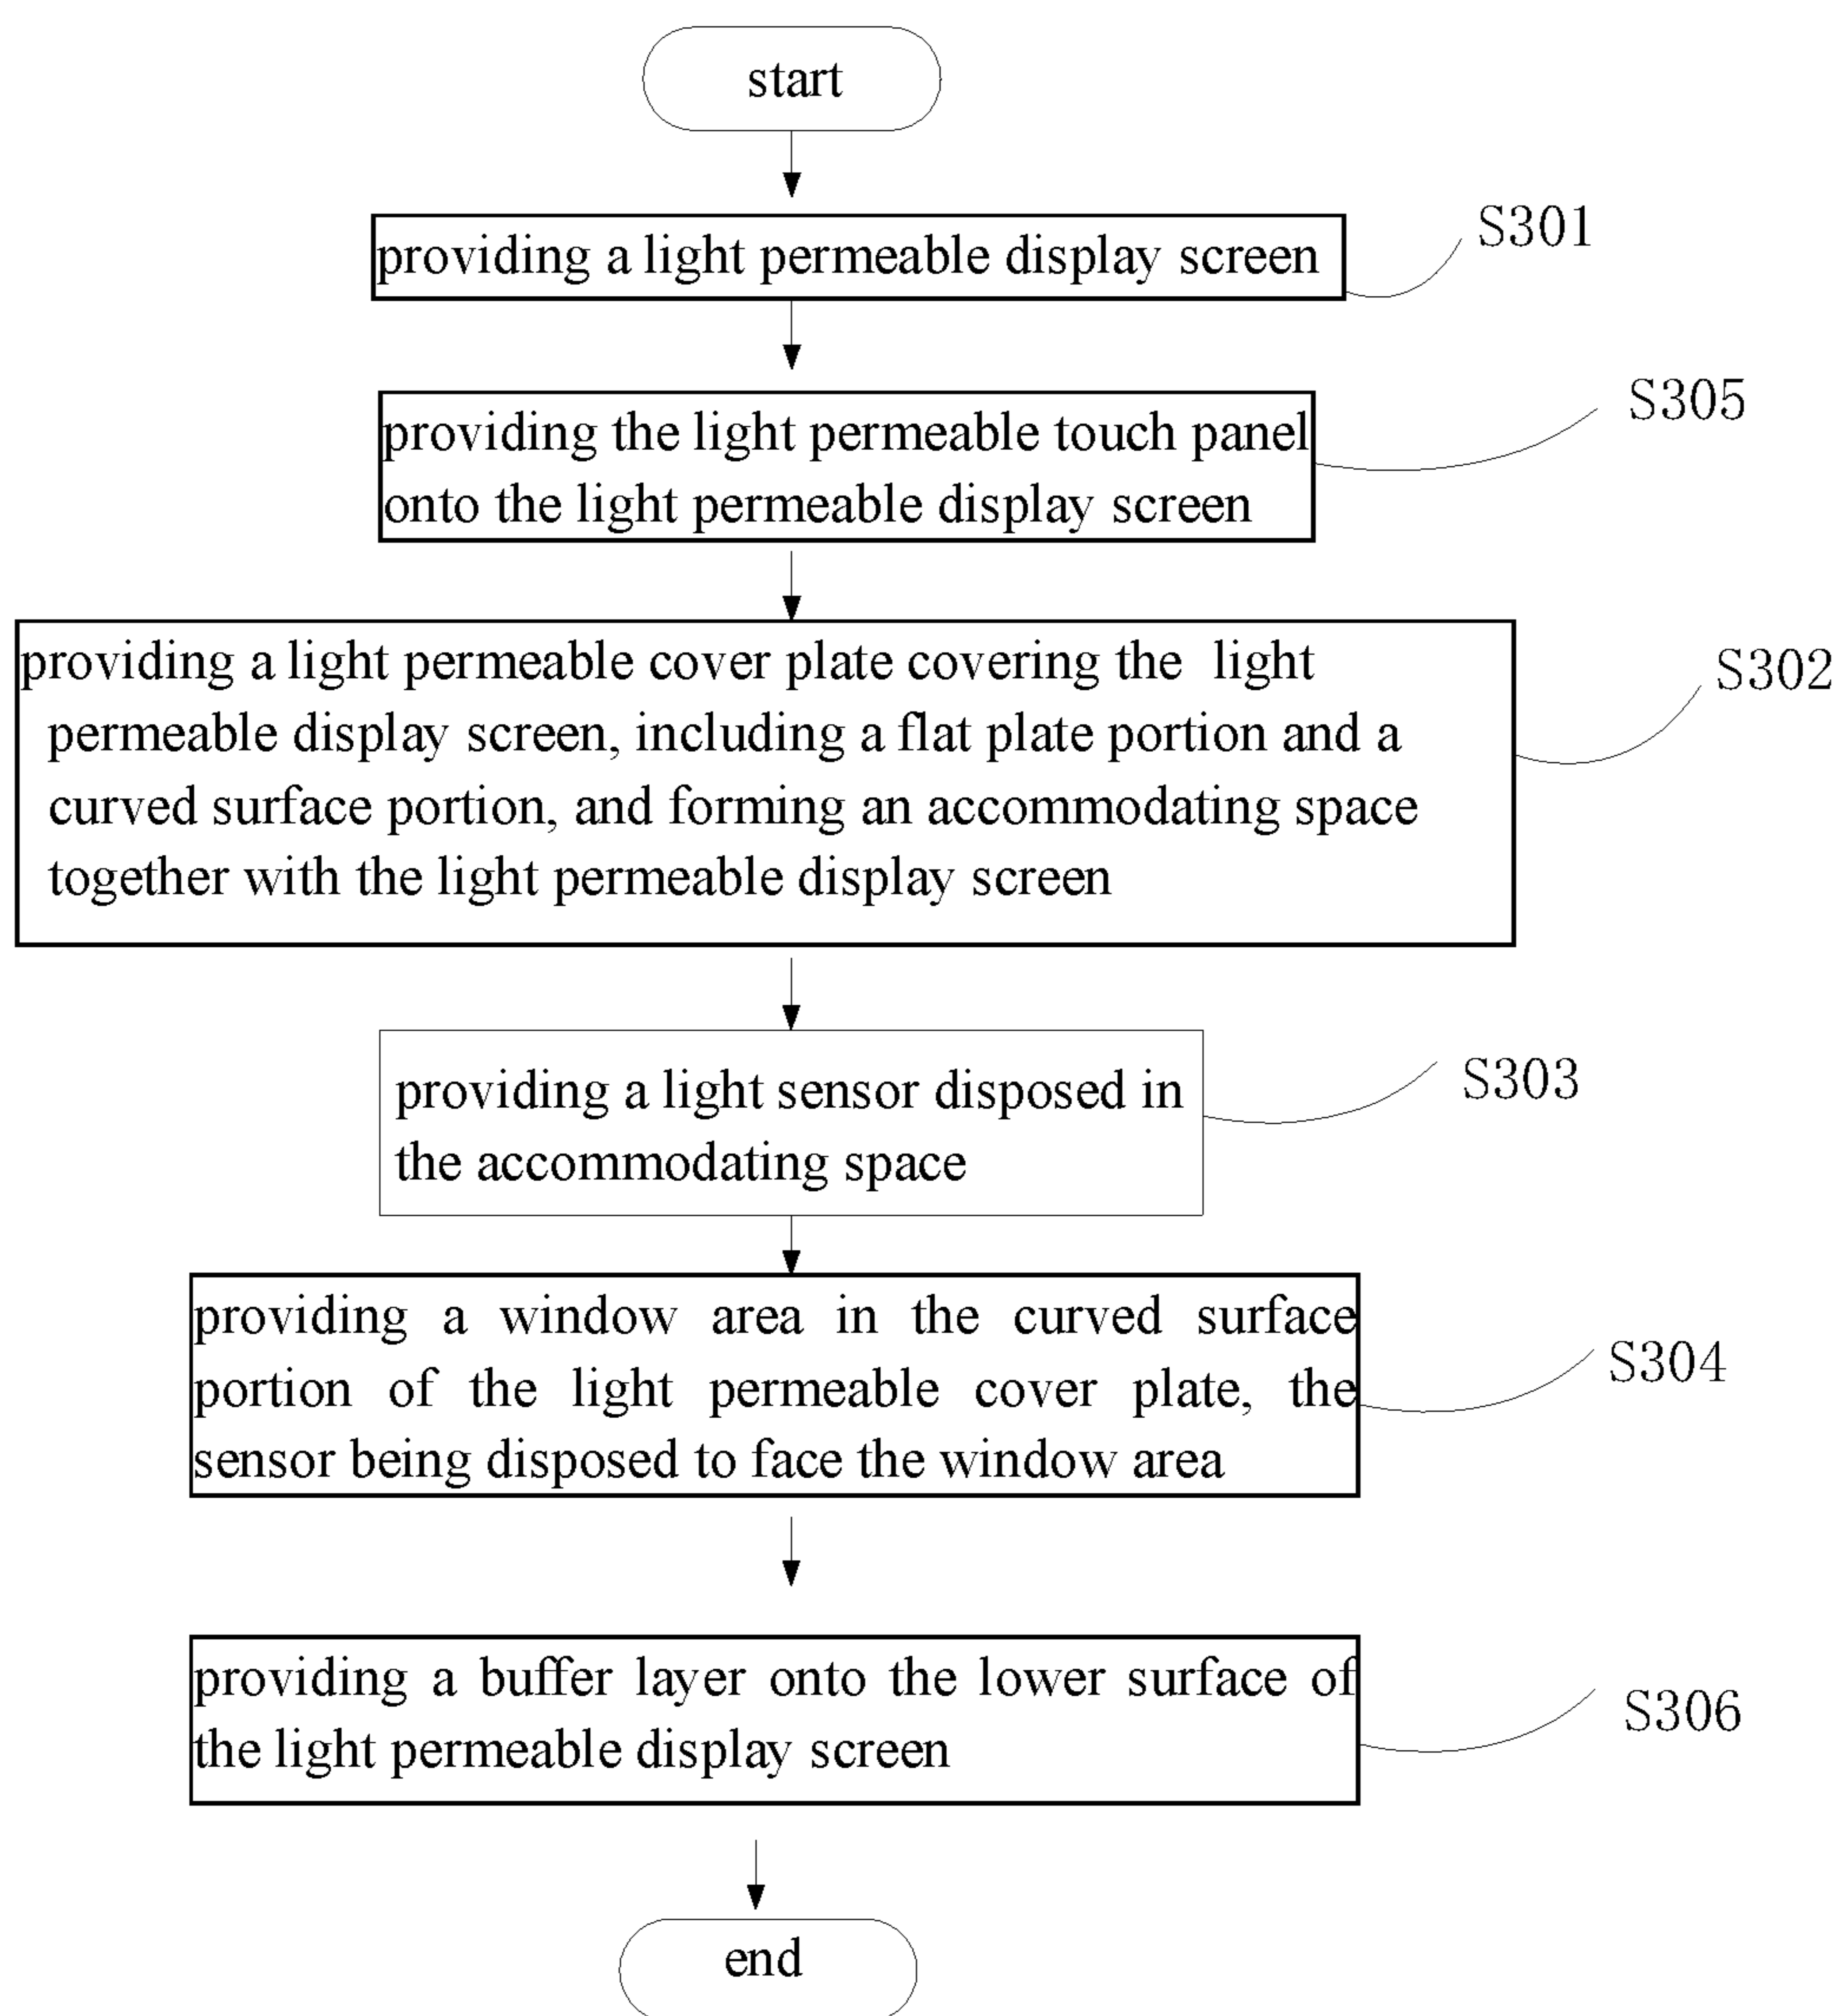 start
providing a light permeable display screen
S301
providing the light permeable touch panel
onto the light permeable display screen
S305
providing a light permeable cover plate covering the light
permeable display screen, including a flat plate portion and a
curved surface portion, and forming an accommodating space
together with the light permeable display screen
S302
providing a light sensor disposed in
the accommodating space
S303
providing a window area in the curved surface
portion of the light permeable cover plate, the
sensor being disposed to face the window area
S304
providing a buffer layer onto the lower surface of
the light permeable display screen
S306
end